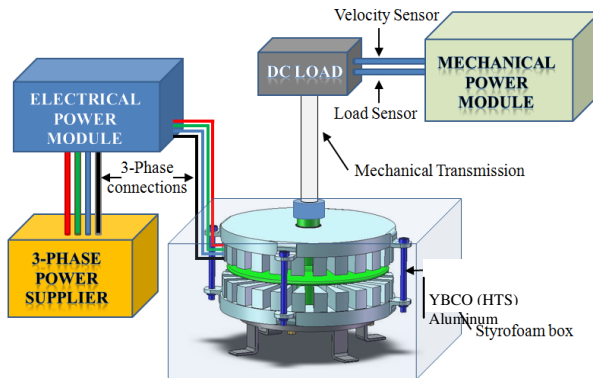 Velocity Sensor
DC LOAD
MECHANICAL
POWER
MODULE
Load Sensor
ELECTRICAL
POWER
MODULE
3-Phase
connections
Mechanical Transmission
3-PHASE
POWER
SUPPLIER
YBCO (HTS)
Aluminum
Styrofoam box